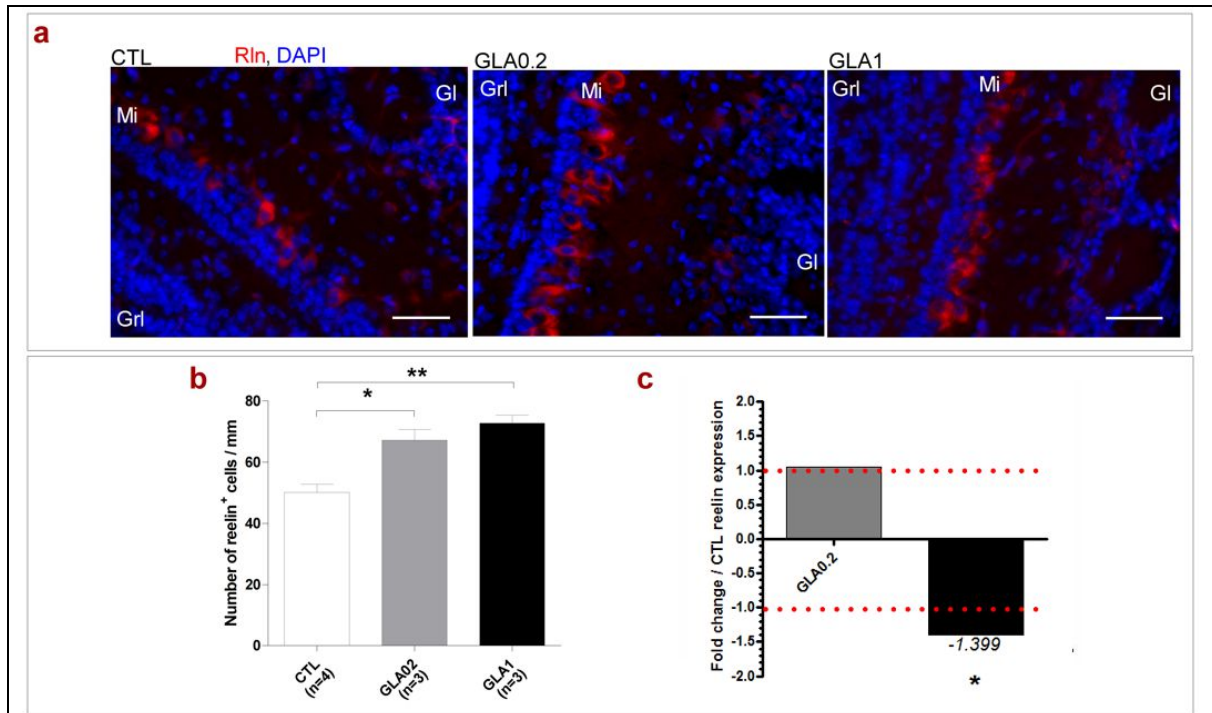 a
CTL
Rln, DAPI
Mi
Gl
Grl
GLA0.2
Grl
Mi
Gl
GLA1
Grl
Mi
Gl
b
**
*
80
60
40
20
0
Number of reelin+ cells / mm
CTL
(n=4)
GLA02
(n=3)
GLA1
(n=3)
c
2.0
1.5
1.0
0.5
0.0
-0.5
-1.0
-1.5
-2.0
Fold change / CTL reelin expression
GLA0.2
-1.399
*